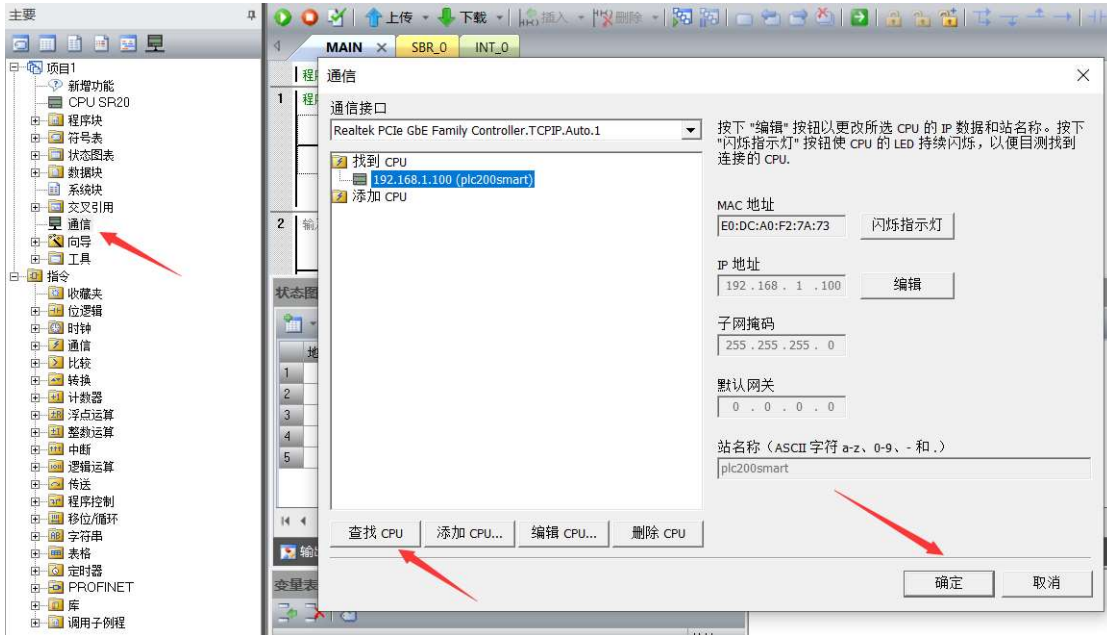 主要
上传
下载
插入
删除
项目1
新增功能
CPU SR20
程序块
符号表
状态图表
数据块
系统块
交叉引用
通信
向导
工具
指令
收藏夹
位逻辑
时钟
通信
比较
转换
计数器
浮点运算
整数运算
中断
逻辑运算
传送
程序控制
移位/循环
字符串
表格
定时器
PROFINET
库
调用子例程
MAIN
SBR_0
INT_0
1
2
状态图
1
2
3
4
5
变量表
通信
通信接口
Realtek PCIe GbE Family Controller.TCPIP.Auto.1
找到 CPU
192.168.1.100 (plc200smart)
添加 CPU
查找 CPU
添加 CPU...
编辑 CPU...
删除 CPU
按下 "编辑" 按钮以更改所选 CPU 的 IP 数据和站名称。按下
"闪烁指示灯" 按钮使 CPU 的 LED 持续闪烁，以便目测找到
连接的 CPU.
MAC 地址
E0:DC:A0:F2:7A:73
闪烁指示灯
IP 地址
192 . 168 . 1 . 100
编辑
子网掩码
255 . 255 . 255 . 0
默认网关
0 . 0 . 0 . 0
站名称（ASCII 字符 a-z、0-9、- 和 .）
plc200smart
确定
取消